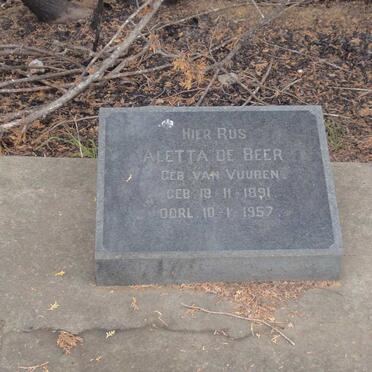 HIER RUS
ALETTA DE BEER
GEB VAN VUUREN
GEB 19-11-1891
OORL 10-1-1957